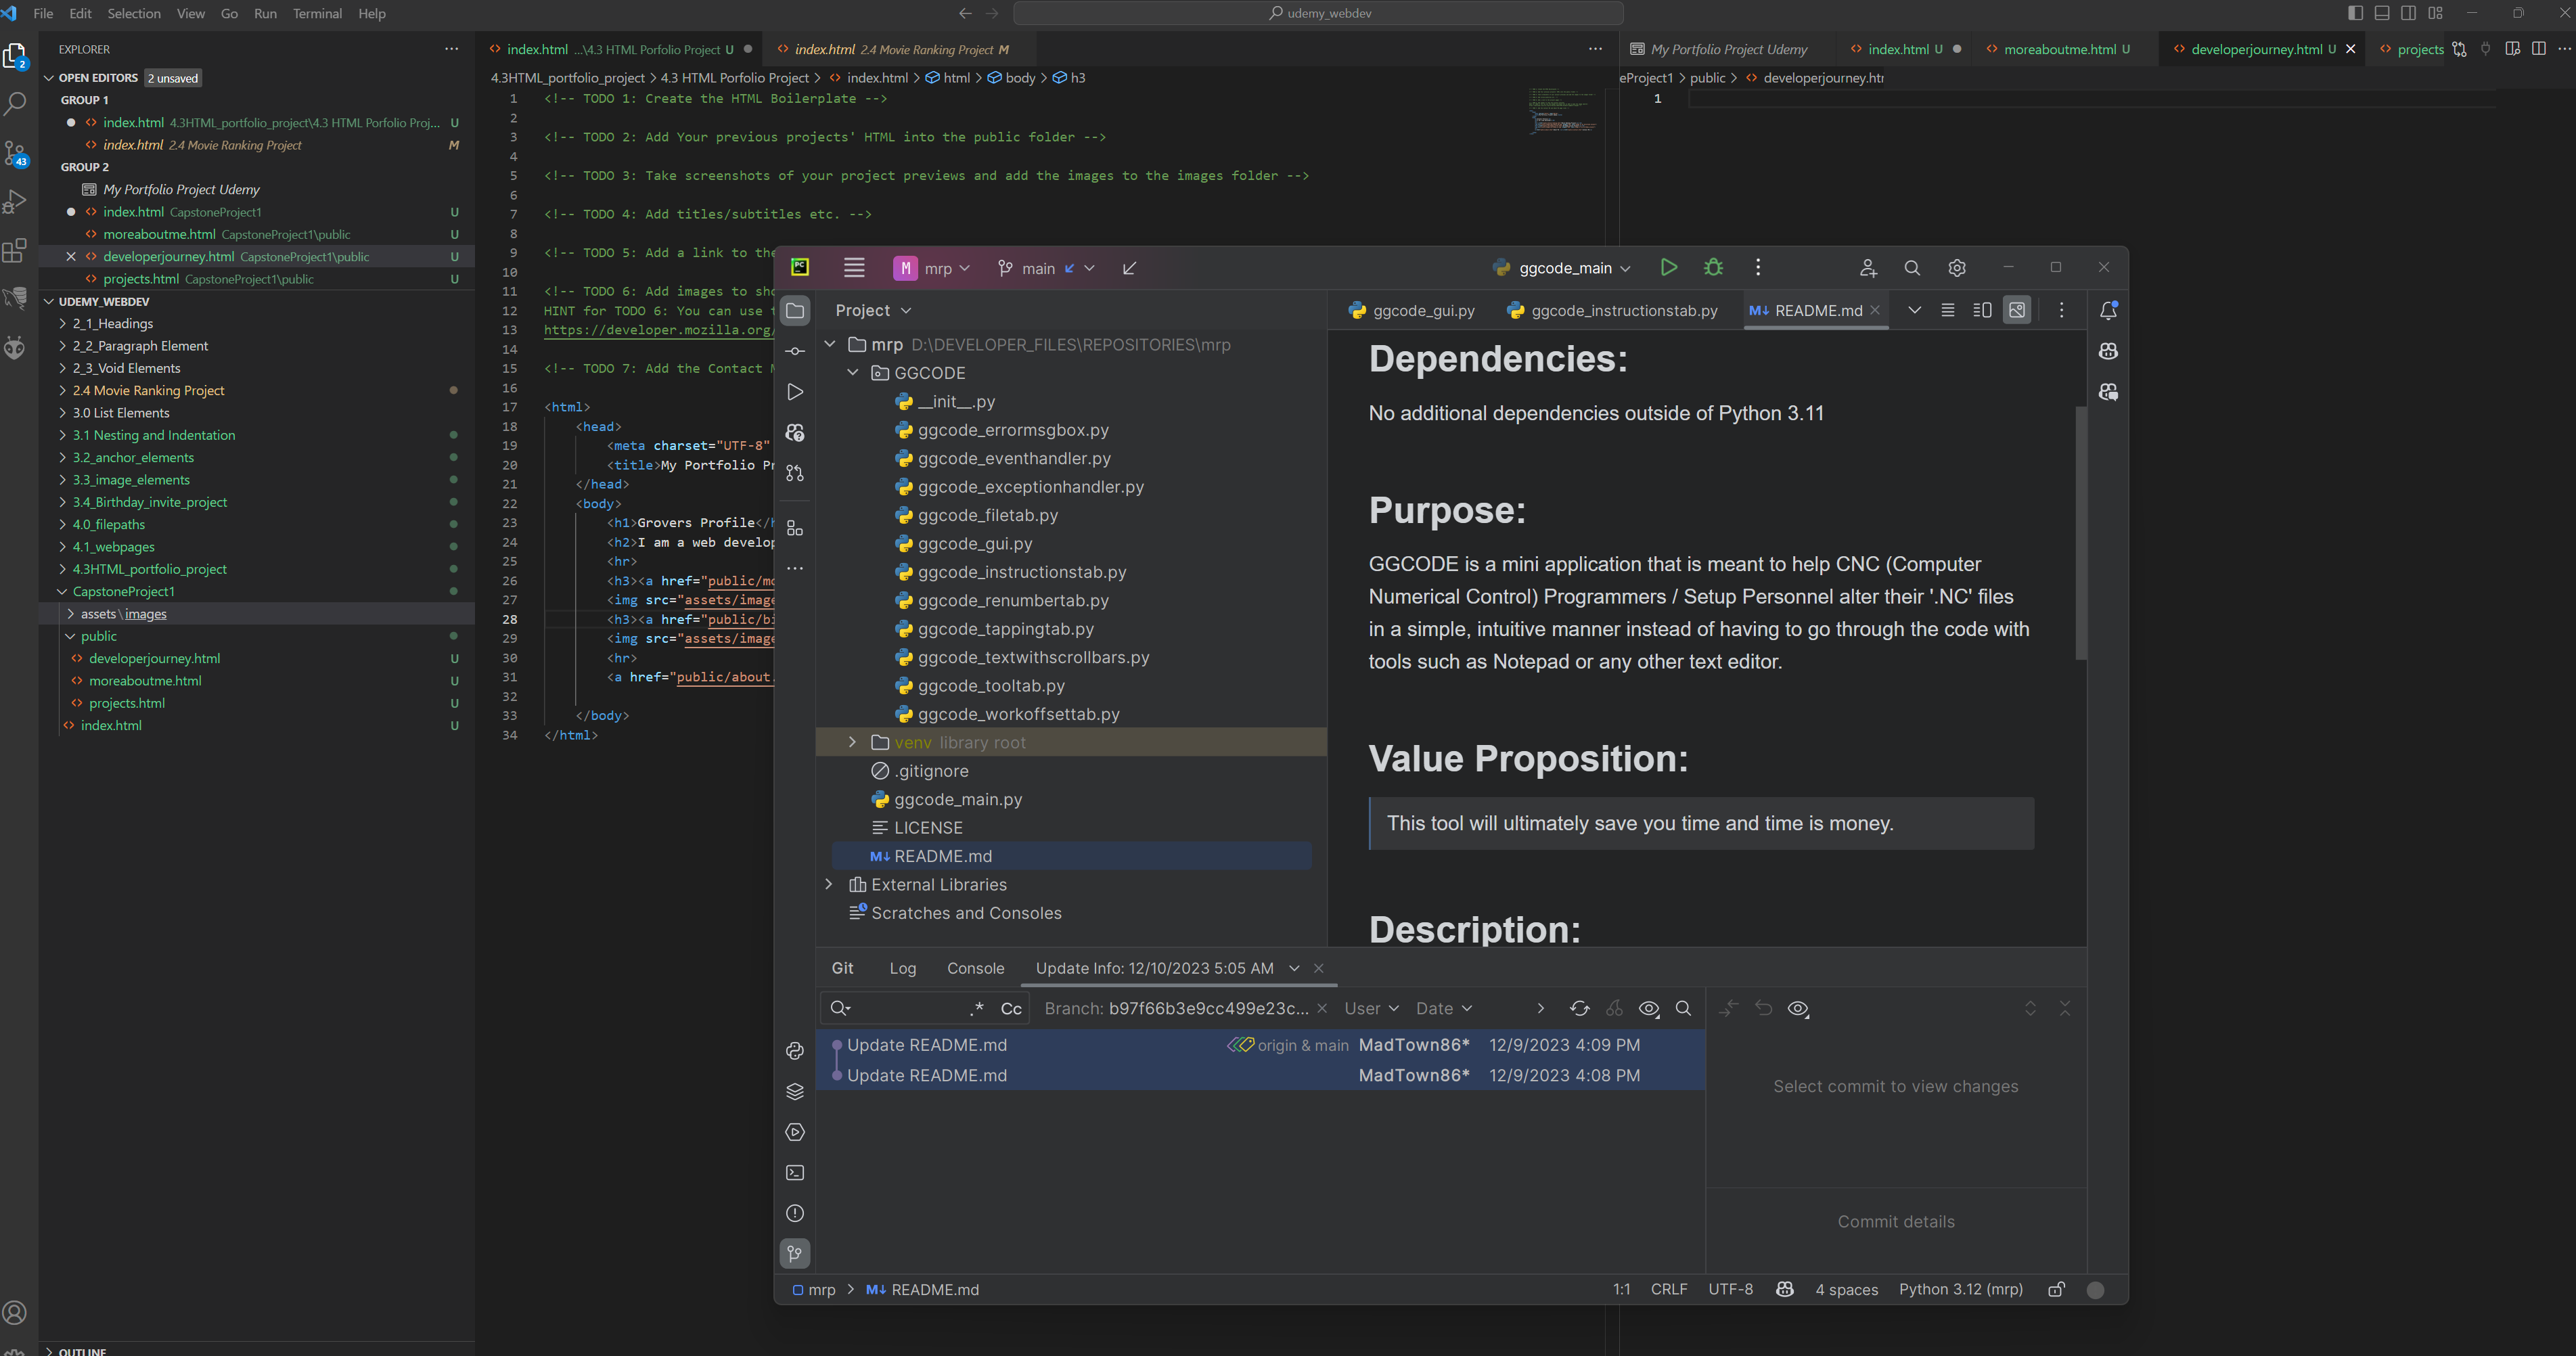 File Edit Selection View Go Run Terminal Help
udemy_webdev
EXPLORER
OPEN EDITORS 2 unsaved
GROUP 1
index.html 4.3HTML_portfolio_project\4.3 HTML Porfolio Proj... U
index.html 2.4 Movie Ranking Project M
GROUP 2
My Portfolio Project Udemy
index.html CapstoneProject1 U
moreaboutme.html CapstoneProject1\public U
developerjourney.html CapstoneProject1\public U
projects.html CapstoneProject1\public U
UDEMY_WEBDEV
2_1_Headings
2_2_Paragraph Element
2_3_Void Elements
2.4 Movie Ranking Project
3.0 List Elements
3.1 Nesting and Indentation
3.2_anchor_elements
3.3_image_elements
3.4_Birthday_invite_project
4.0_filepaths
4.1_webpages
4.3HTML_portfolio_project
CapstoneProject1
assets\images
public
developerjourney.html U
moreaboutme.html U
projects.html U
index.html U
OUTLINE
2
43
index.html ...\4.3 HTML Porfolio Project U
index.html 2.4 Movie Ranking Project M
4.3HTML_portfolio_project > 4.3 HTML Porfolio Project > index.html > html > body > h3
1 <!-- TODO 1: Create the HTML Boilerplate -->
2
3 <!-- TODO 2: Add Your previous projects' HTML into the public folder -->
4
5 <!-- TODO 3: Take screenshots of your project previews and add the images to the images folder -->
6
7 <!-- TODO 4: Add titles/subtitles etc. -->
8
9 <!-- TODO 5: Add a link to the
10
11 <!-- TODO 6: Add images to sho
12 HINT for TODO 6: You can use t
13 https://developer.mozilla.org/
14
15 <!-- TODO 7: Add the Contact M
16
17 <html>
18 <head>
19 <meta charset="UTF-8"
20 <title>My Portfolio Pr
21 </head>
22 <body>
23 <h1>Grovers Profile</h
24 <h2>I am a web develop
25 <hr>
26 <h3><a href="public/mo
27 <img src="assets/image
28 <h3><a href="public/bi
29 <img src="assets/image
30 <hr>
31 <a href="public/about.
32
33 </body>
34 </html>
My Portfolio Project Udemy
index.html U
moreaboutme.html U
developerjourney.html U
projects
eProject1 > public > developerjourney.htm
1
PC
M mrp
main
ggcode_main
Project
mrp D:\DEVELOPER_FILES\REPOSITORIES\mrp
GGCODE
__init__.py
ggcode_errormsgbox.py
ggcode_eventhandler.py
ggcode_exceptionhandler.py
ggcode_filetab.py
ggcode_gui.py
ggcode_instructionstab.py
ggcode_renumbertab.py
ggcode_tappingtab.py
ggcode_textwithscrollbars.py
ggcode_tooltab.py
ggcode_workoffsettab.py
venv library root
.gitignore
ggcode_main.py
LICENSE
M↓ README.md
External Libraries
Scratches and Consoles
ggcode_gui.py
ggcode_instructionstab.py
M↓ README.md
Dependencies:
No additional dependencies outside of Python 3.11
Purpose:
GGCODE is a mini application that is meant to help CNC (Computer
Numerical Control) Programmers / Setup Personnel alter their '.NC' files
in a simple, intuitive manner instead of having to go through the code with
tools such as Notepad or any other text editor.
Value Proposition:
This tool will ultimately save you time and time is money.
Description:
Git Log Console Update Info: 12/10/2023 5:05 AM
.* Cc Branch: b97f66b3e9cc499e23c... User Date
Update README.md origin & main MadTown86* 12/9/2023 4:09 PM
Update README.md MadTown86* 12/9/2023 4:08 PM
Select commit to view changes
Commit details
mrp > M↓ README.md
1:1 CRLF UTF-8 4 spaces Python 3.12 (mrp)